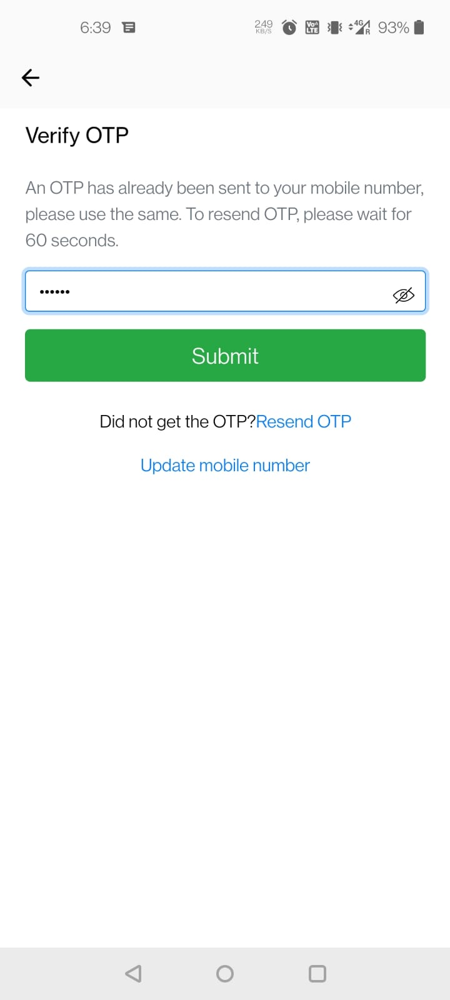 6:39
2.49
KB/S
Vo))
LTE
4G
R
93%
Verify OTP
An OTP has already been sent to your mobile number,
please use the same. To resend OTP, please wait for
60 seconds.
••••••
Submit
Did not get the OTP?Resend OTP
Update mobile number